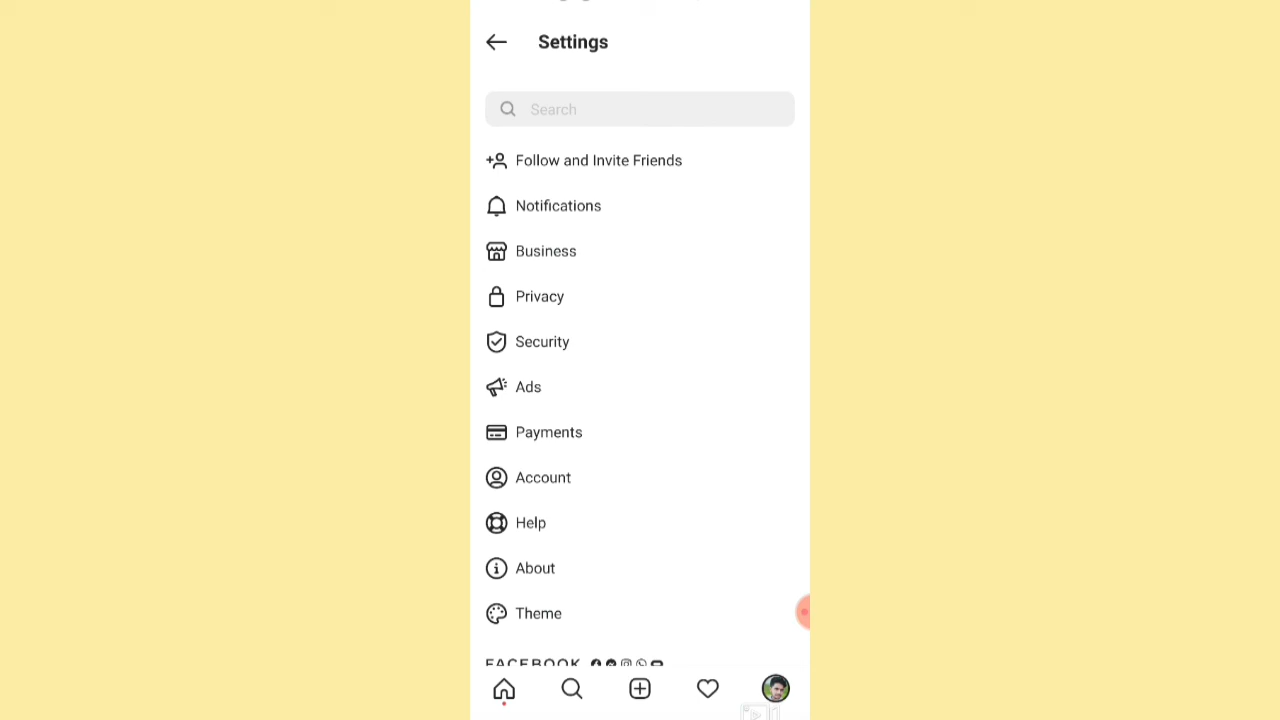 Settings
Search
Follow and Invite Friends
Notifications
Business
Privacy
Security
Ads
Payments
Account
Help
About
Theme
FACEBOOK